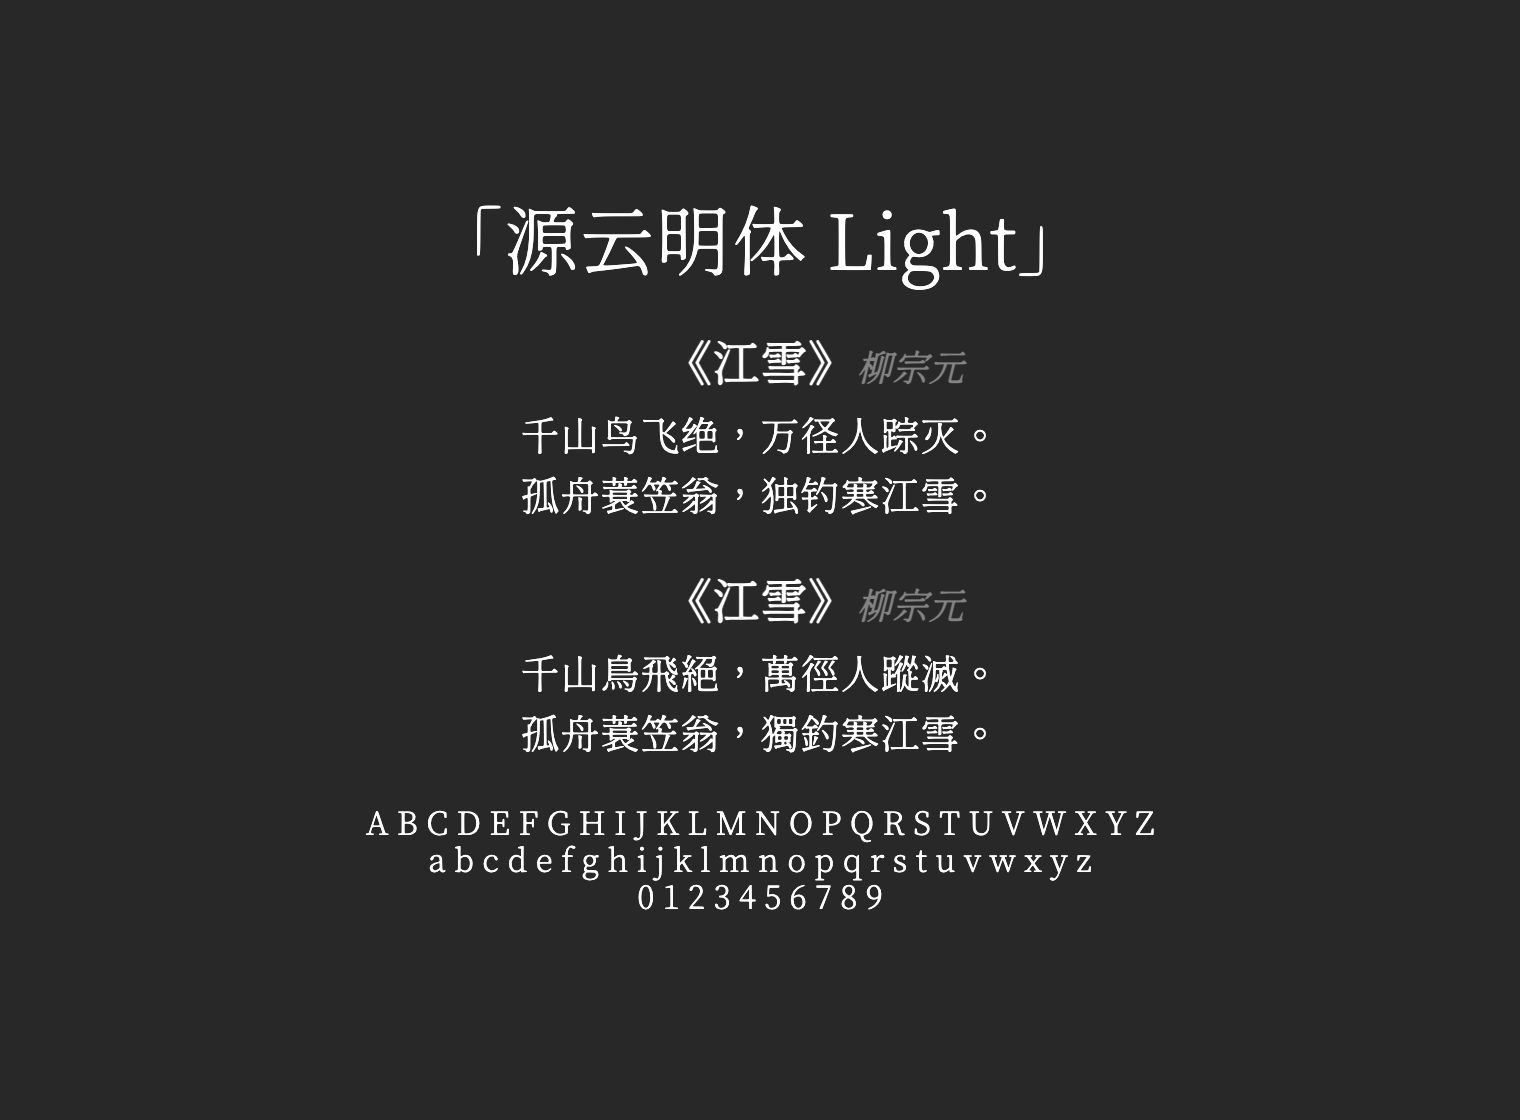 「源云明体 Light」
《江雪》 柳宗元
千山鸟飞绝，万径人踪灭。
孤舟蓑笠翁，独钓寒江雪。
《江雪》 柳宗元
千山鳥飛絕，萬徑人蹤滅。
孤舟蓑笠翁，獨釣寒江雪。
A B C D E F G H I J K L M N O P Q R S T U V W X Y Z
a b c d e f g h i j k l m n o p q r s t u v w x y z
0 1 2 3 4 5 6 7 8 9